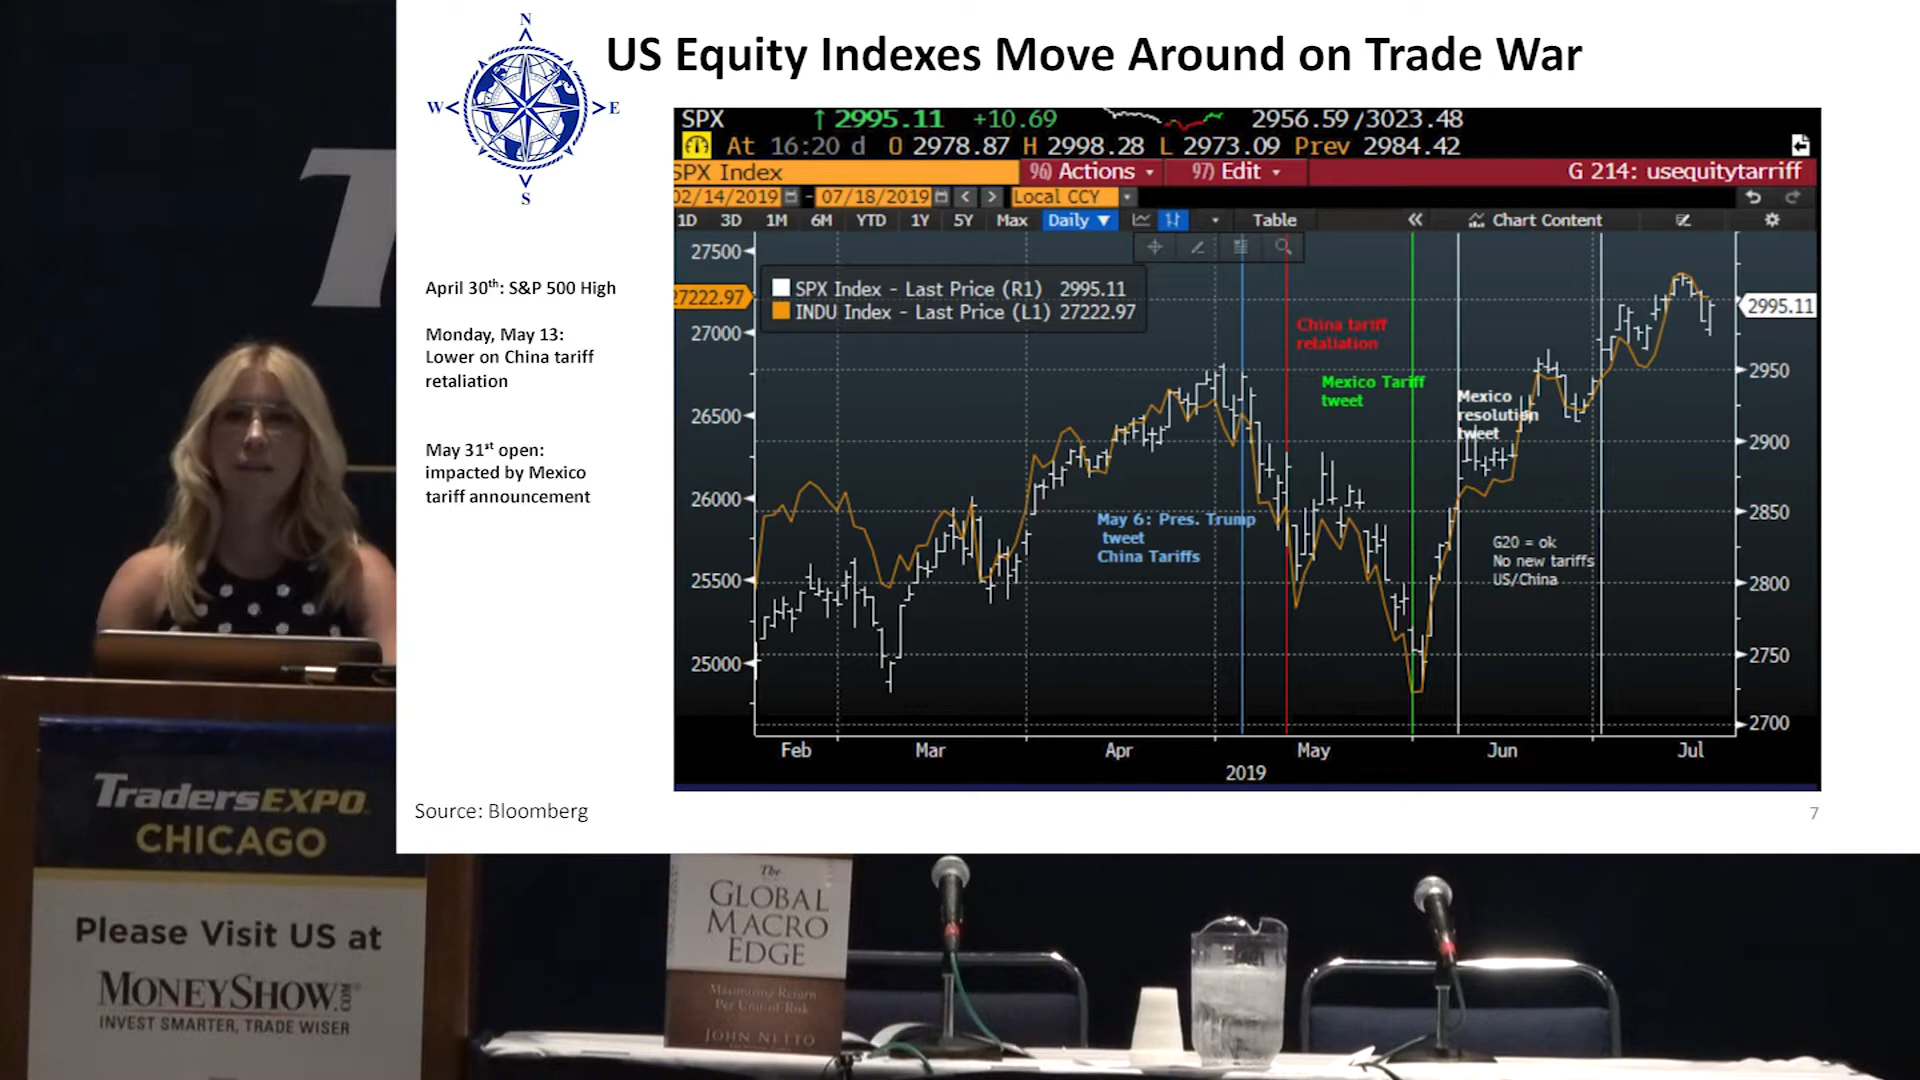 N
W
E
S
US Equity Indexes Move Around on Trade War
April 30th: S&P 500 High
Monday, May 13:
Lower on China tariff
retaliation
May 31st open:
impacted by Mexico
tariff announcement
Source: Bloomberg
7
SPX ↑ 2995.11 +10.69 2956.59/3023.48
At 16:20 d O 2978.87 H 2998.28 L 2973.09 Prev 2984.42
SPX Index 96) Actions 97) Edit G 214: usequitytarriff
02/14/2019 - 07/18/2019 < > Local CCY
1D 3D 1M 6M YTD 1Y 5Y Max Daily ▼ Table « Chart Content
SPX Index - Last Price (R1) 2995.11
INDU Index - Last Price (L1) 27222.97
27500
27222.97
27000
26500
26000
25500
25000
2995.11
2950
2900
2850
2800
2750
2700
China tariff
retaliation
Mexico Tariff
tweet
Mexico
resolution
tweet
May 6: Pres. Trump
tweet
China Tariffs
G20 = ok
No new tariffs
US/China
Feb Mar Apr May Jun Jul
2019
T
TradersEXPO
CHICAGO
Please Visit US at
MONEYSHOW.COM
INVEST SMARTER, TRADE WISER
The
GLOBAL
MACRO
EDGE
Maximizing Return
Per Unit-of-Risk
JOHN NETTO